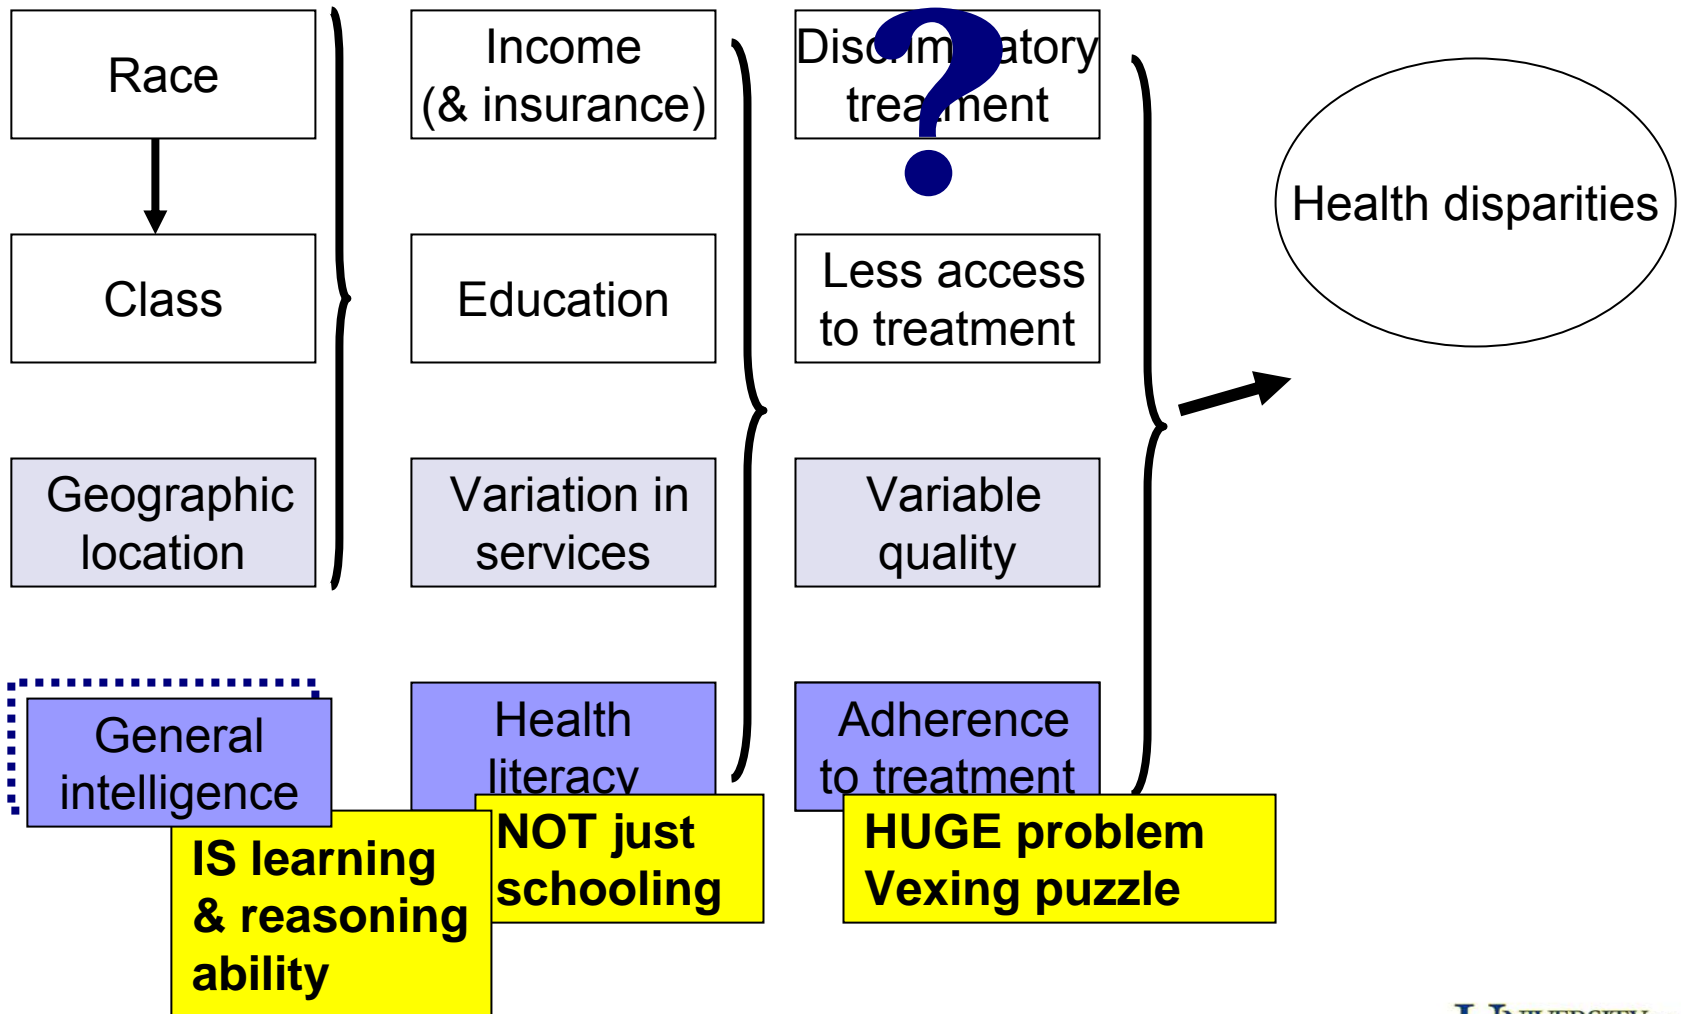 Race
Income
(& insurance)
Discriminatory
treatment
?
Health disparities
Class
Education
Less access
to treatment
Geographic
location
Variation in
services
Variable
quality
General
intelligence
Health
literacy
Adherence
to treatment
IS learning
& reasoning
ability
NOT just
schooling
HUGE problem
Vexing puzzle
UNIVERSITY